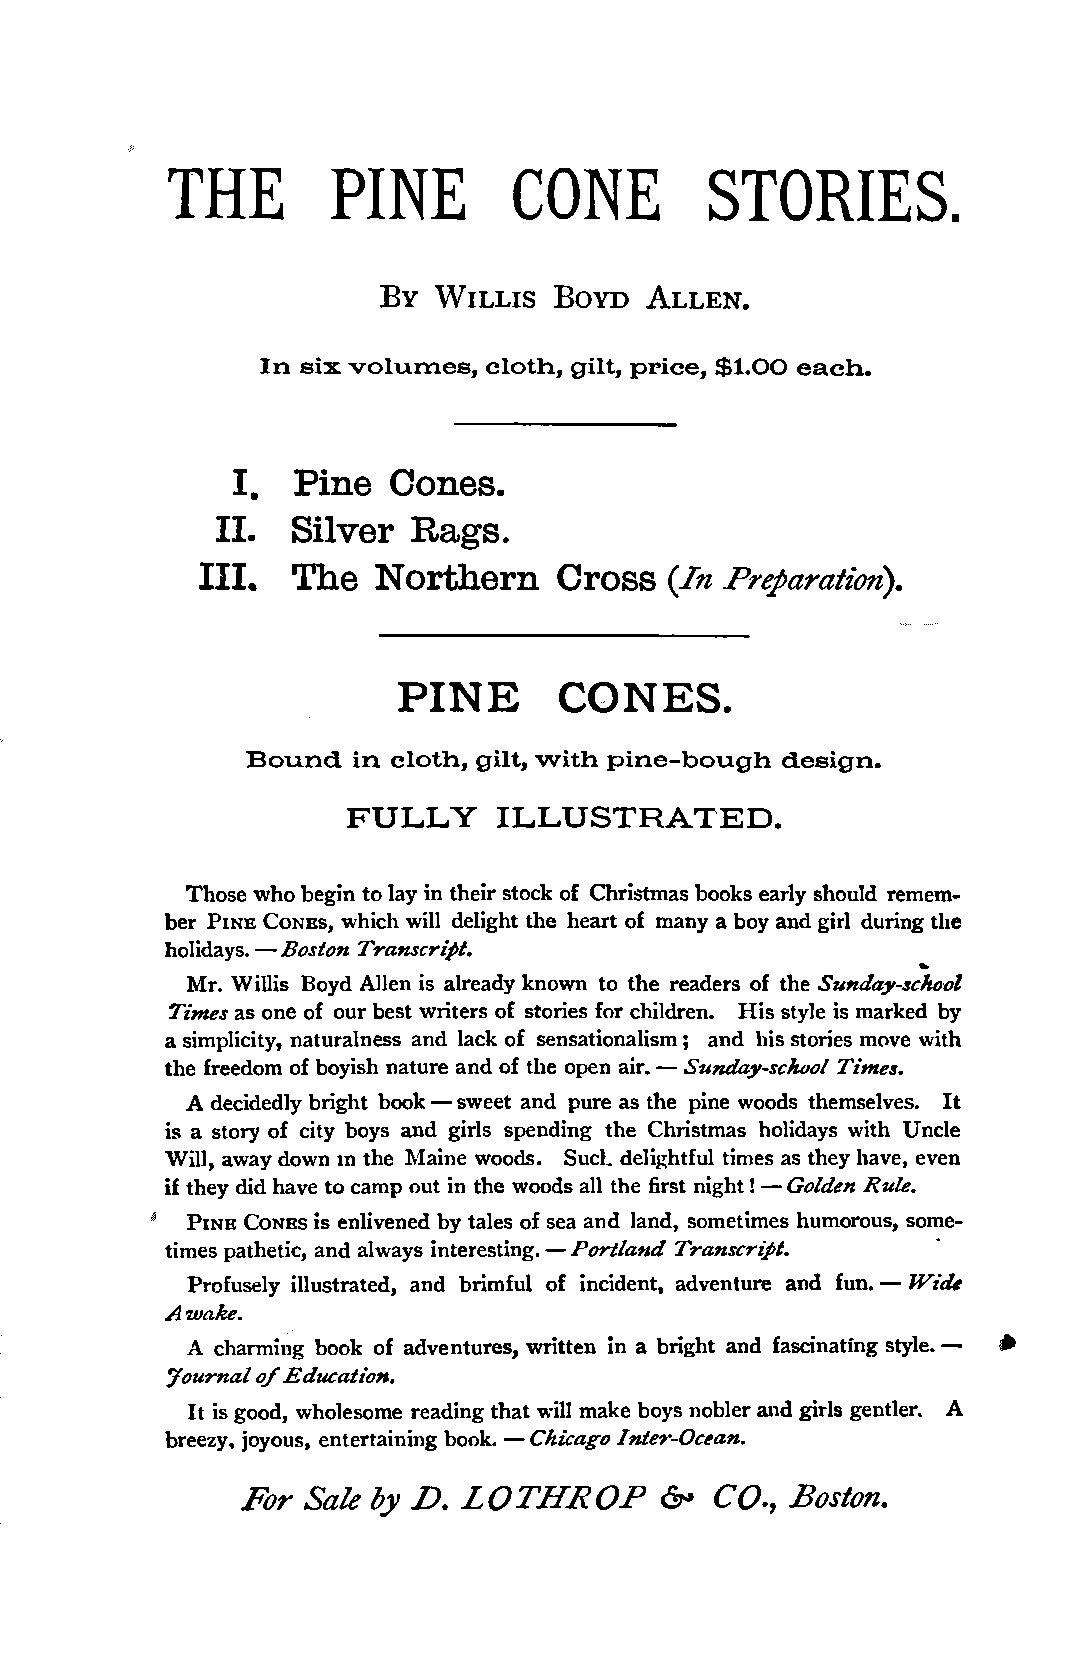 THE PINE CONE STORIES.
By Willis Boyd Allen.
In six volumes, cloth, gilt, price, $1.00 each.
I. Pine Cones.
II. Silver Rags.
III. The Northern Cross (In Preparation).
PINE CONES.
Bound in cloth, gilt, with pine-bough design.
FULLY ILLUSTRATED.
Those who begin to lay in their stock of Christmas books early should remem-
ber Pine Cones, which will delight the heart of many a boy and girl during the
holidays. — Boston Transcript.
Mr. Willis Boyd Allen is already known to the readers of the Sunday-school
Times as one of our best writers of stories for children. His style is marked by
a simplicity, naturalness and lack of sensationalism; and his stories move with
the freedom of boyish nature and of the open air. — Sunday-school Times.
A decidedly bright book — sweet and pure as the pine woods themselves. It
is a story of city boys and girls spending the Christmas holidays with Uncle
Will, away down in the Maine woods. Such delightful times as they have, even
if they did have to camp out in the woods all the first night! — Golden Rule.
Pine Cones is enlivened by tales of sea and land, sometimes humorous, some-
times pathetic, and always interesting. — Portland Transcript.
Profusely illustrated, and brimful of incident, adventure and fun. — Wide
Awake.
A charming book of adventures, written in a bright and fascinating style. —
Journal of Education.
It is good, wholesome reading that will make boys nobler and girls gentler. A
breezy, joyous, entertaining book. — Chicago Inter-Ocean.
For Sale by D. LOTHROP & CO., Boston.